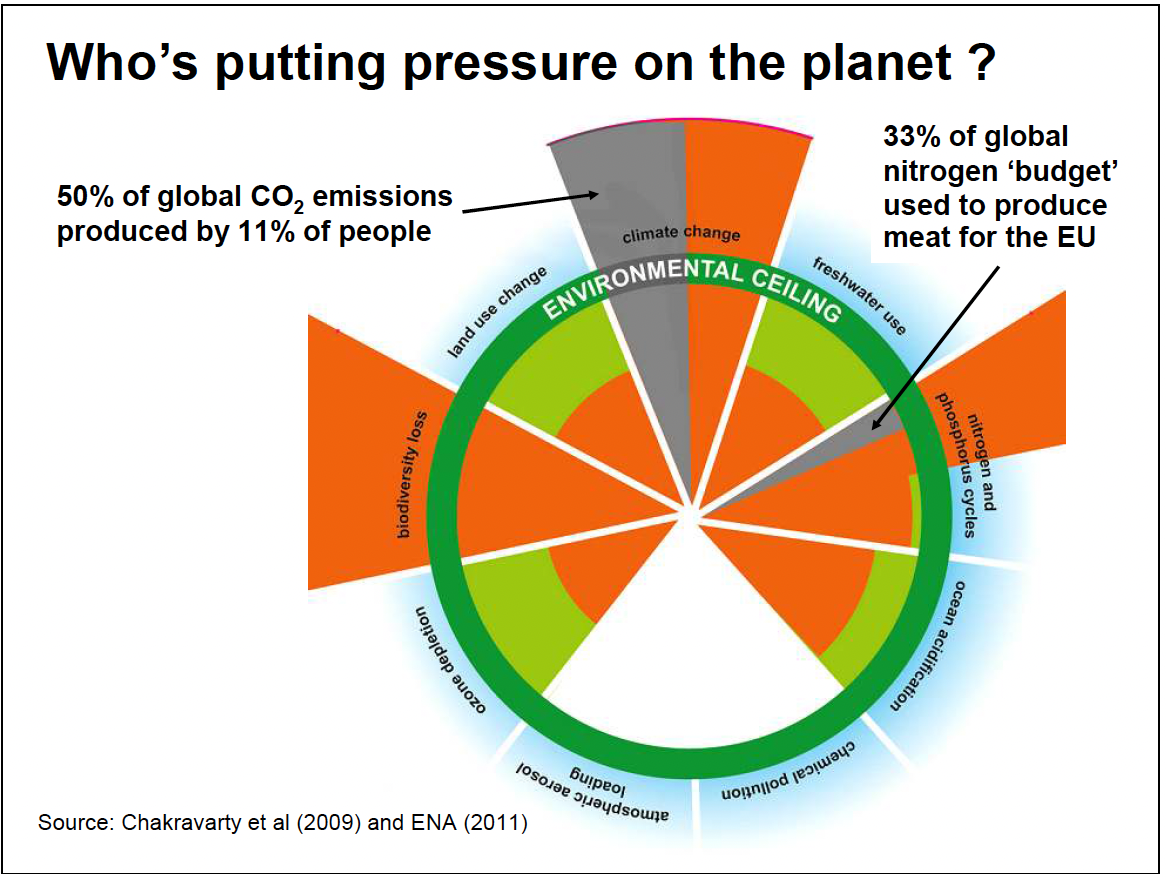 Who’s putting pressure on the planet ?
50% of global CO₂ emissions
produced by 11% of people
33% of global
nitrogen ‘budget’
used to produce
meat for the EU
climate change
ENVIRONMENTAL CEILING
land use change
freshwater use
biodiversity loss
nitrogen and
phosphorus cycles
ozone depletion
ocean acidification
atmospheric aerosol
loading
chemical pollution
Source: Chakravarty et al (2009) and ENA (2011)